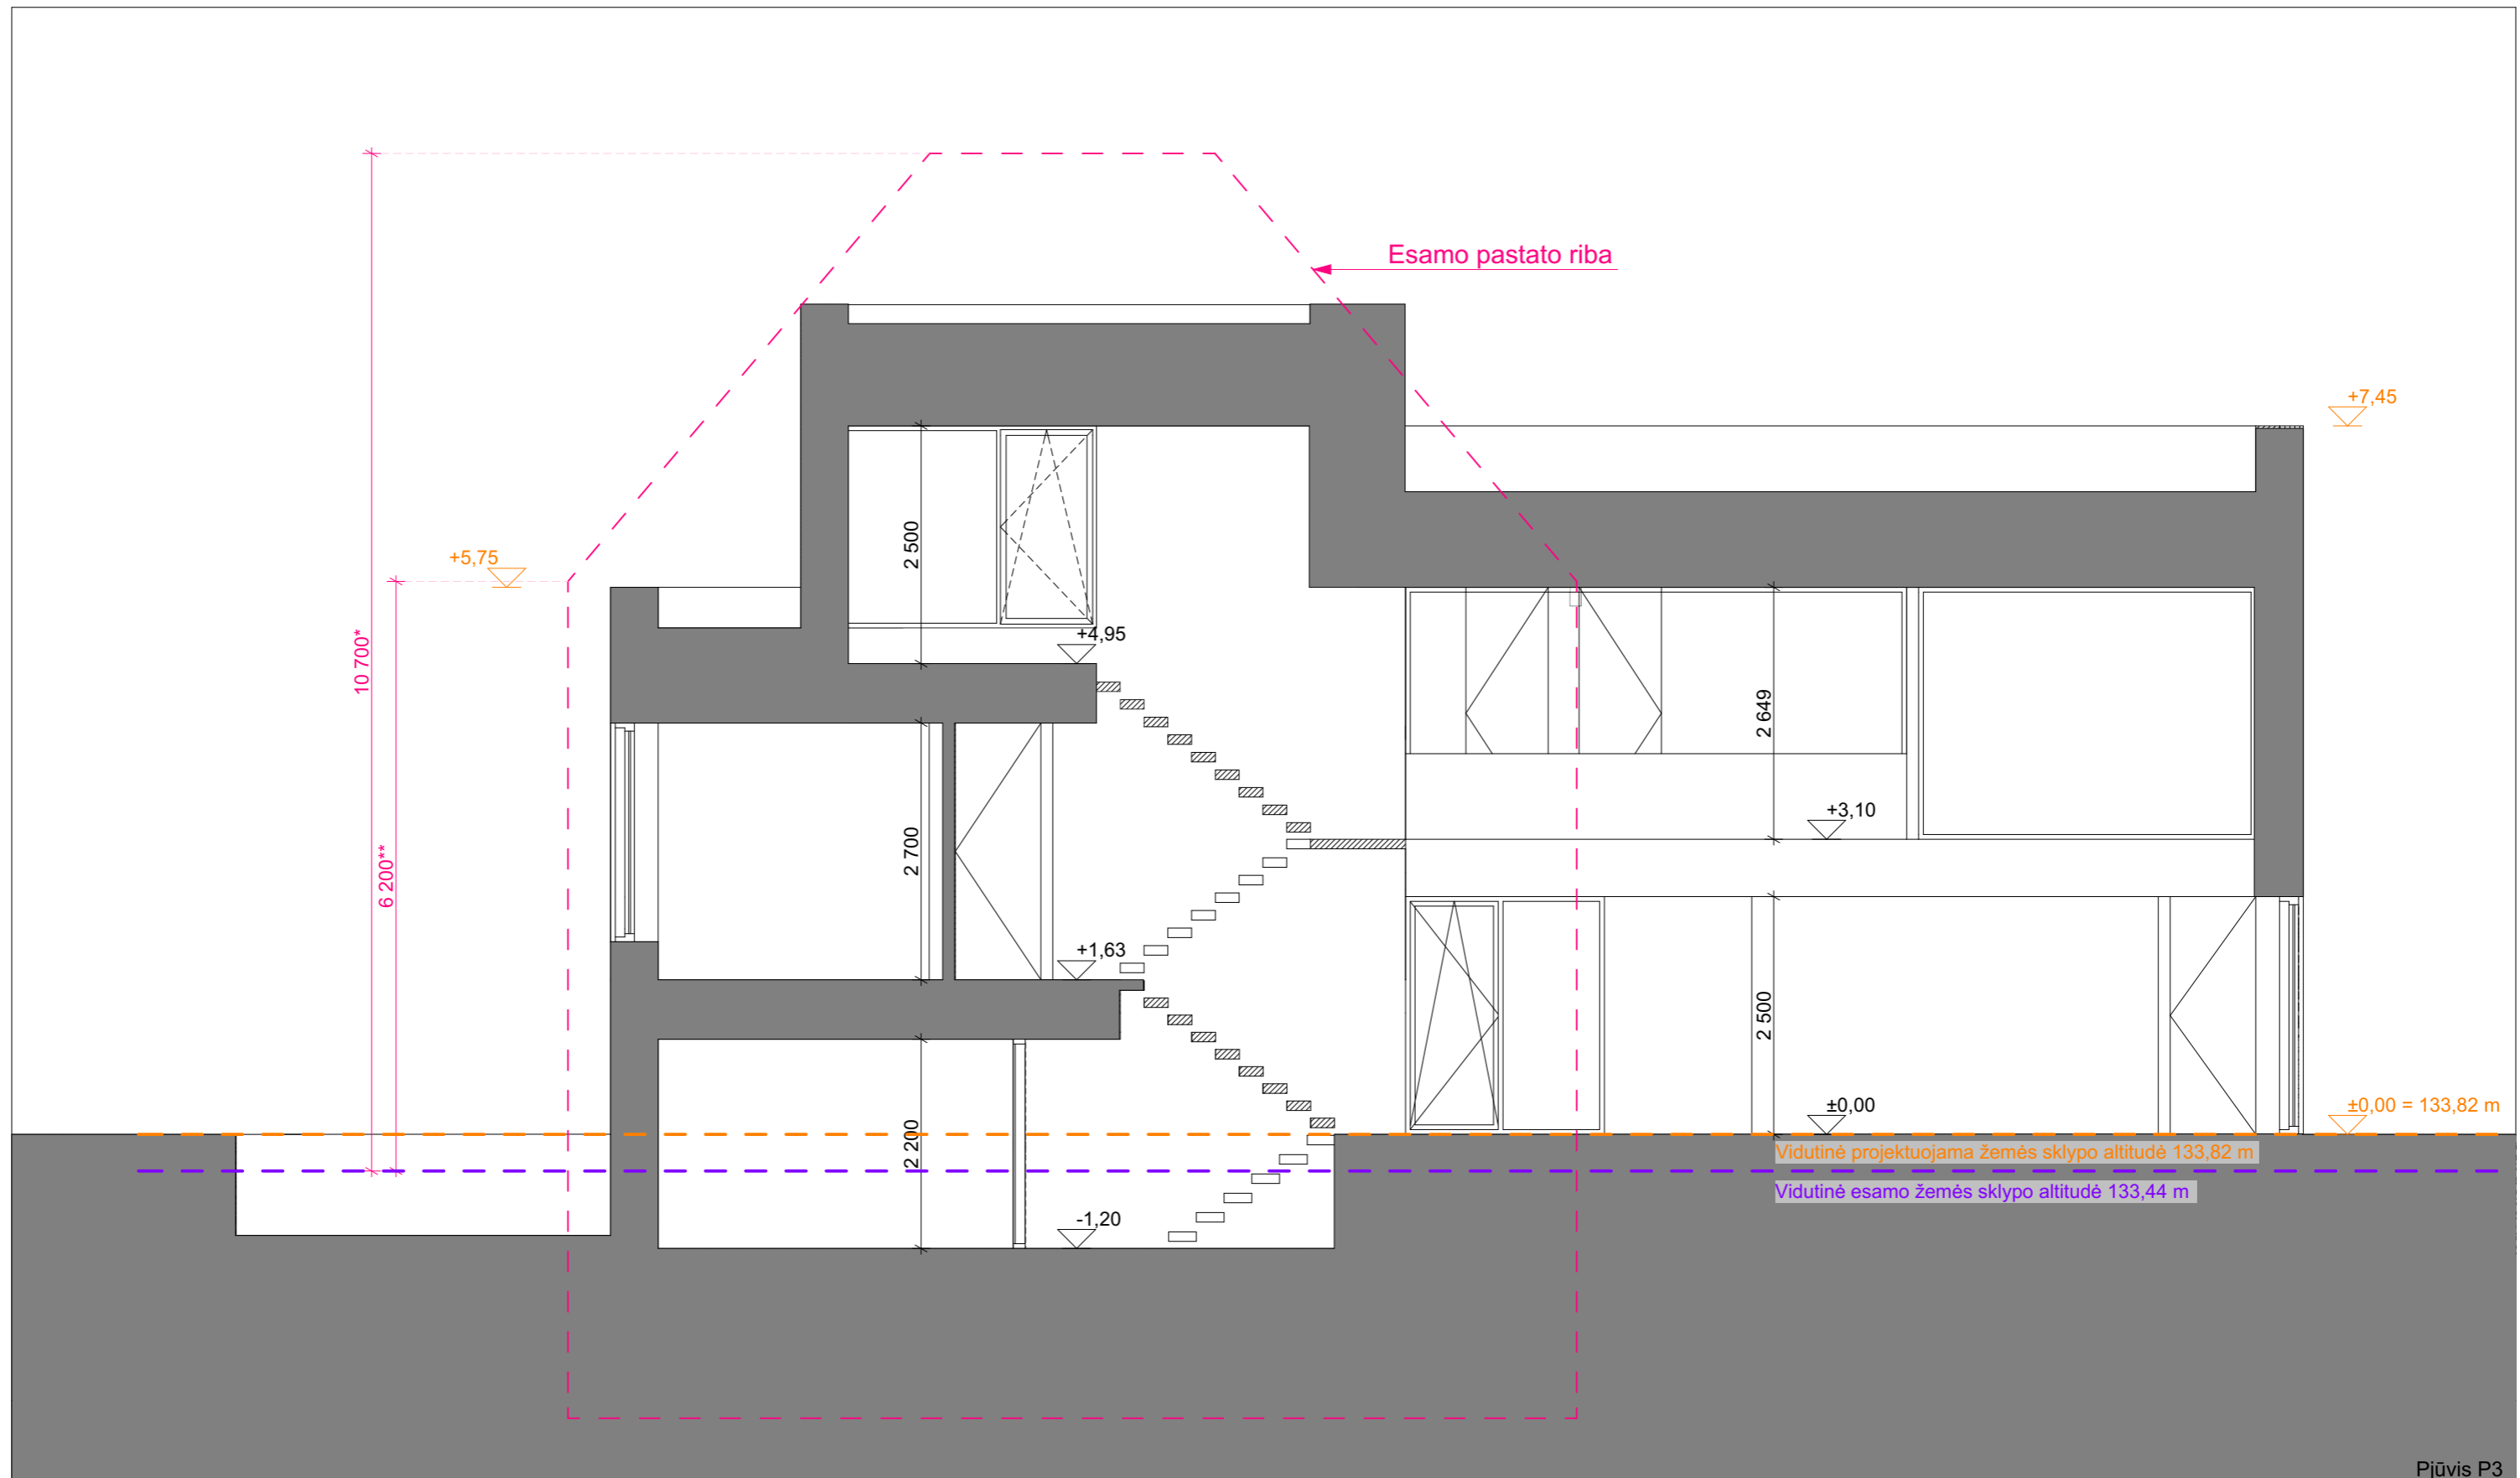 Esamo pastato riba
+7,45
+5,75
2 500
10 700*
+4,95
2 649
+3,10
2 700
6 200**
+1,63
2 500
±0,00
±0,00 = 133,82 m
2 200
Vidutinė projektuojama žemės sklypo altitudė 133,82 m
Vidutinė esamo žemės sklypo altitudė 133,44 m
-1,20
Pjūvis P3